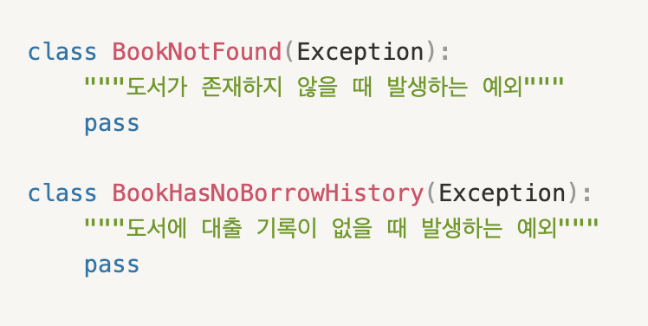 class BookNotFound(Exception):
    """도서가 존재하지 않을 때 발생하는 예외"""
    pass

class BookHasNoBorrowHistory(Exception):
    """도서에 대출 기록이 없을 때 발생하는 예외"""
    pass